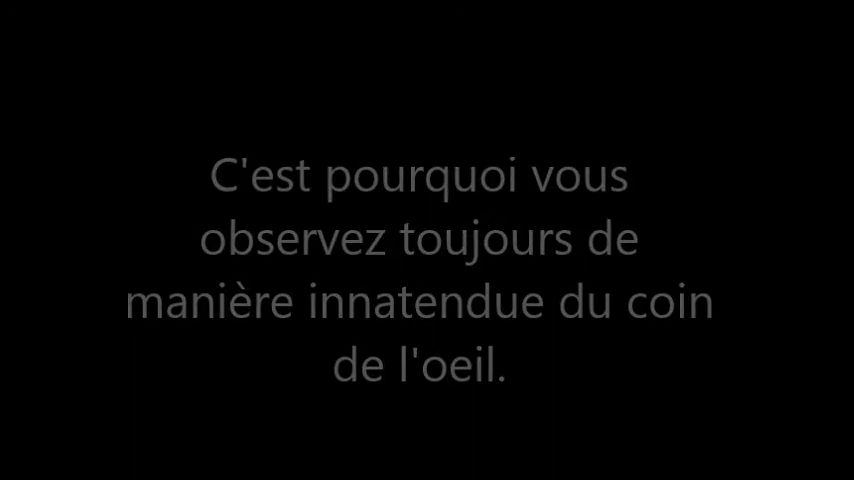 C'est pourquoi vous
observez toujours de
manière innatendue du coin
de l'oeil.